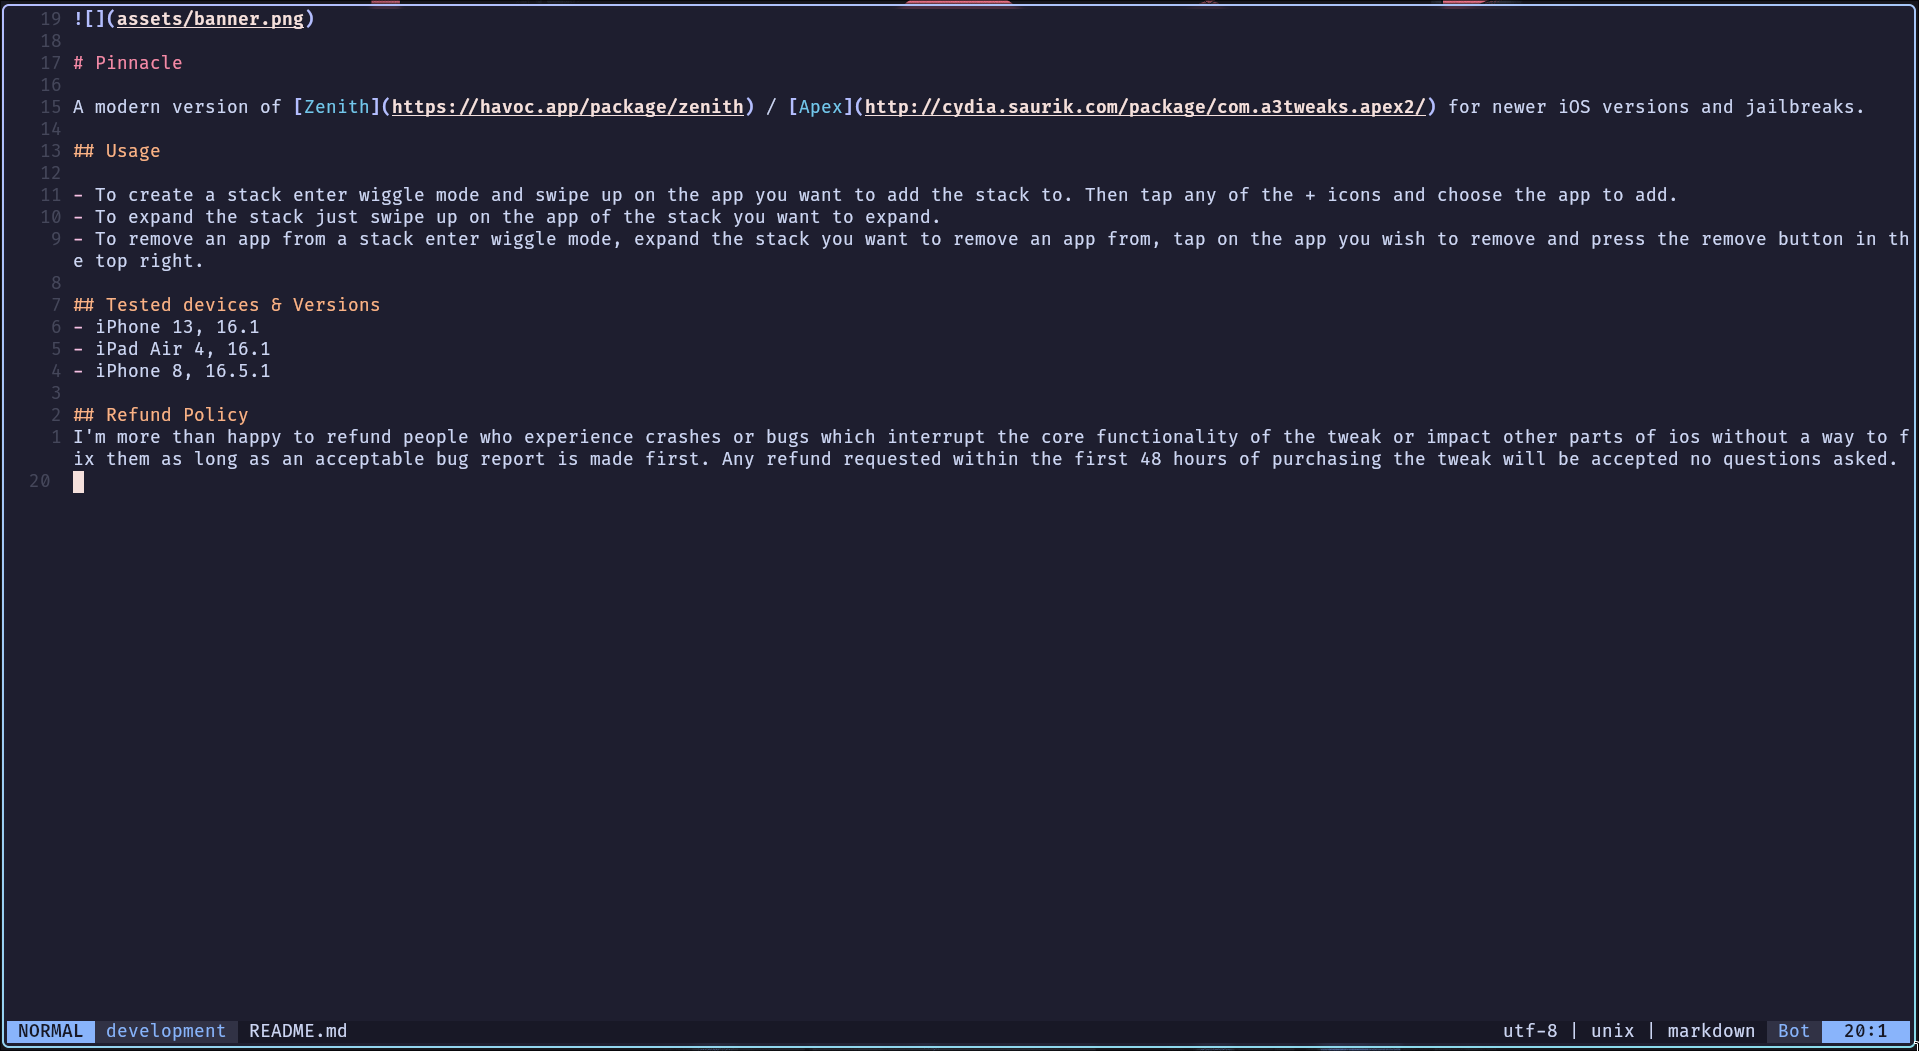 19 ![](assets/banner.png)
18
17 # Pinnacle
16
15 A modern version of [Zenith](https://havoc.app/package/zenith) / [Apex](http://cydia.saurik.com/package/com.a3tweaks.apex2/) for newer iOS versions and jailbreaks.
14
13 ## Usage
12
11 - To create a stack enter wiggle mode and swipe up on the app you want to add the stack to. Then tap any of the + icons and choose the app to add.
10 - To expand the stack just swipe up on the app of the stack you want to expand.
9 - To remove an app from a stack enter wiggle mode, expand the stack you want to remove an app from, tap on the app you wish to remove and press the remove button in th
e top right.
8
7 ## Tested devices & Versions
6 - iPhone 13, 16.1
5 - iPad Air 4, 16.1
4 - iPhone 8, 16.5.1
3
2 ## Refund Policy
1 I'm more than happy to refund people who experience crashes or bugs which interrupt the core functionality of the tweak or impact other parts of ios without a way to f
ix them as long as an acceptable bug report is made first. Any refund requested within the first 48 hours of purchasing the tweak will be accepted no questions asked.
20
NORMAL development README.md utf-8 | unix | markdown Bot 20:1